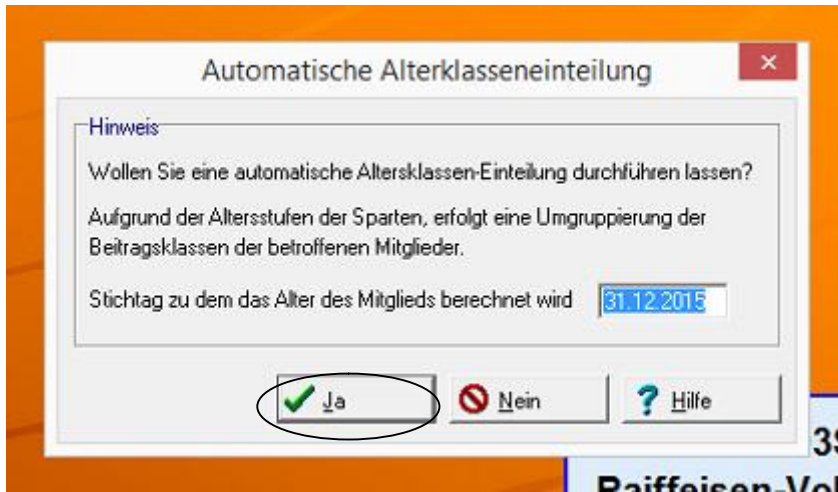 Automatische Alterklasseneinteilung
Hinweis
Wollen Sie eine automatische Altersklassen-Einteilung durchführen lassen?
Aufgrund der Altersstufen der Sparten, erfolgt eine Umgruppierung der
Beitragsklassen der betroffenen Mitglieder.
Stichtag zu dem das Alter des Mitglieds berechnet wird 31.12.2015
Ja Nein Hilfe